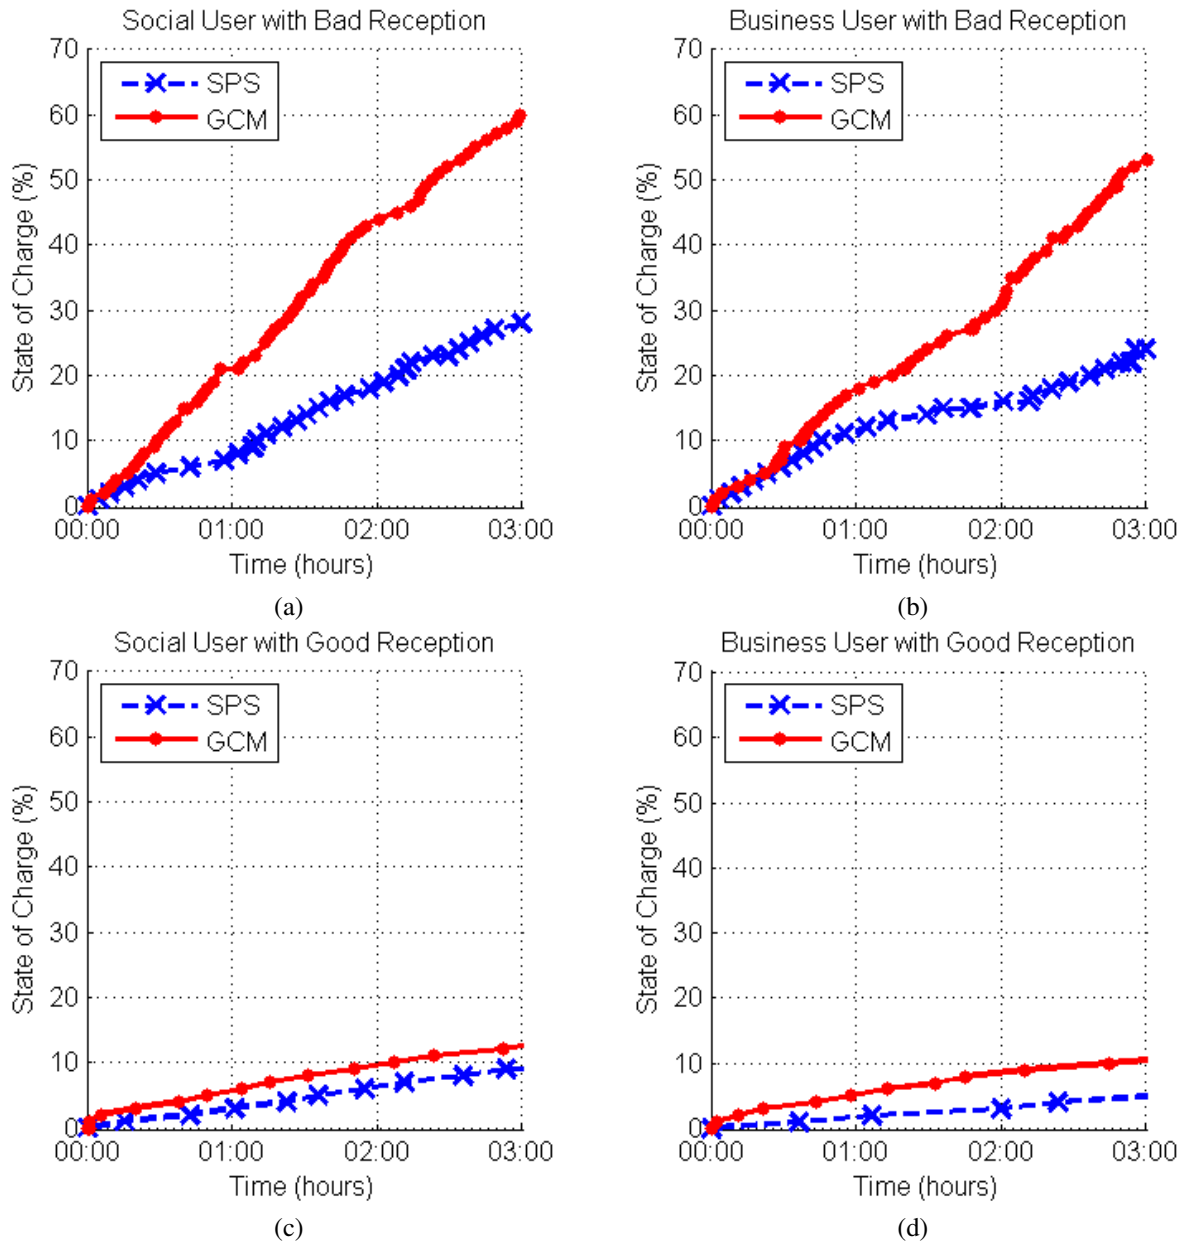 Social User with Bad Reception
70
60
50
40
30
20
10
0
State of Charge (%)
SPS
GCM
00:00 01:00 02:00 03:00
Time (hours)
(a)
Business User with Bad Reception
70
60
50
40
30
20
10
0
State of Charge (%)
SPS
GCM
00:00 01:00 02:00 03:00
Time (hours)
(b)
Social User with Good Reception
70
60
50
40
30
20
10
0
State of Charge (%)
SPS
GCM
00:00 01:00 02:00 03:00
Time (hours)
(c)
Business User with Good Reception
70
60
50
40
30
20
10
0
State of Charge (%)
SPS
GCM
00:00 01:00 02:00 03:00
Time (hours)
(d)